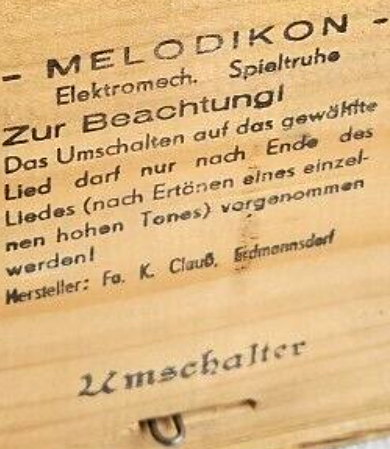 - MELODIKON -
Elektromech. Spieltruhe
Zur Beachtung!
Das Umschalten auf das gewählte
Lied darf nur nach Ende des
Liedes (nach Ertönen eines einzel-
nen hohen Tones) vorgenommen
werden!
Hersteller: Fa. K. Clauß, Erdmannsdorf
Umschalter